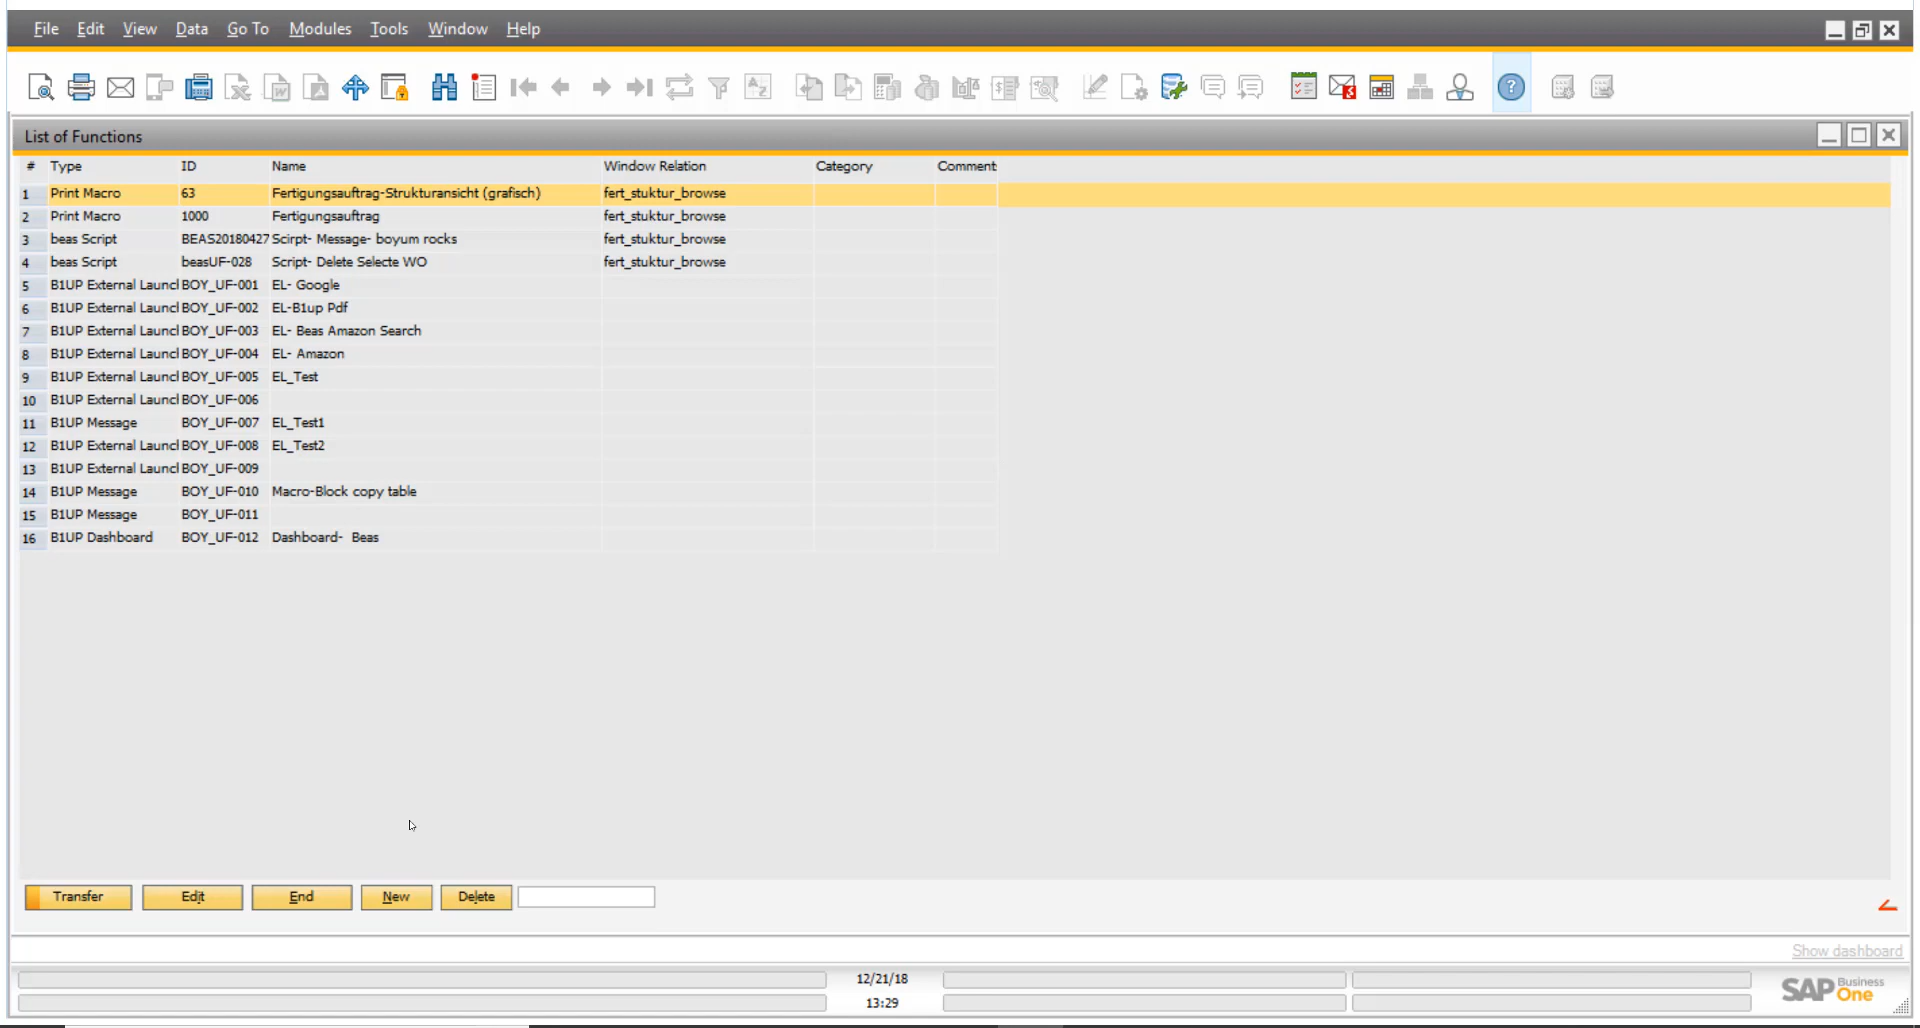 File Edit View Data Go To Modules Tools Window Help
List of Functions
# Type ID Name Window Relation Category Comment
1 Print Macro 63 Fertigungsauftrag-Strukturansicht (grafisch) fert_stuktur_browse
2 Print Macro 1000 Fertigungsauftrag fert_stuktur_browse
3 beas Script BEAS20180427 Scirpt- Message- boyum rocks fert_stuktur_browse
4 beas Script beasUF-028 Script- Delete Selecte WO fert_stuktur_browse
5 B1UP External Launcl BOY_UF-001 EL- Google
6 B1UP External Launcl BOY_UF-002 EL-B1up Pdf
7 B1UP External Launcl BOY_UF-003 EL- Beas Amazon Search
8 B1UP External Launcl BOY_UF-004 EL- Amazon
9 B1UP External Launcl BOY_UF-005 EL_Test
10 B1UP External Launcl BOY_UF-006
11 B1UP Message BOY_UF-007 EL_Test1
12 B1UP External Launcl BOY_UF-008 EL_Test2
13 B1UP External Launcl BOY_UF-009
14 B1UP Message BOY_UF-010 Macro-Block copy table
15 B1UP Message BOY_UF-011
16 B1UP Dashboard BOY_UF-012 Dashboard- Beas
Transfer Edit End New Delete
Show dashboard
12/21/18
13:29
SAP Business One